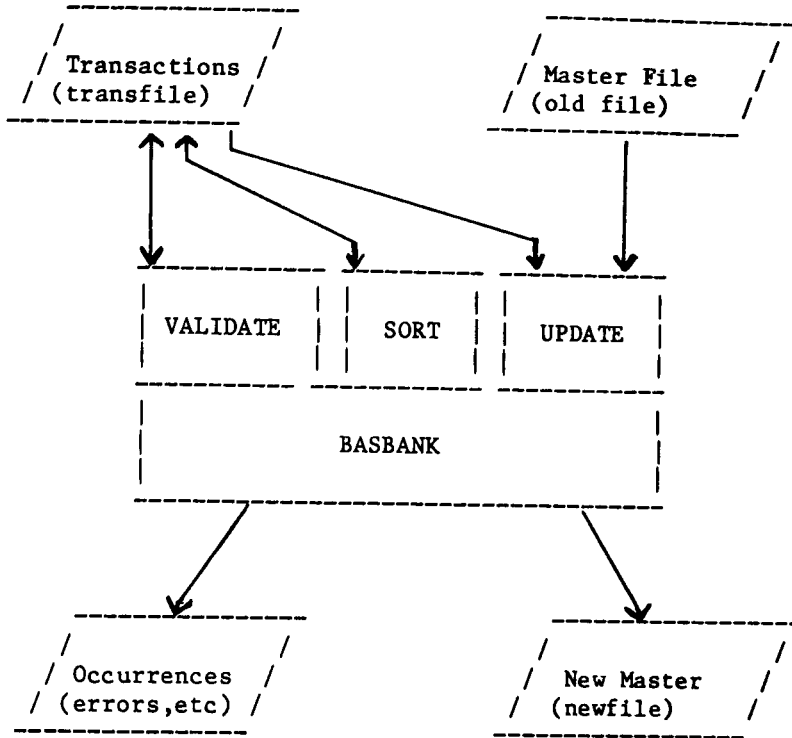 Transactions
(transfile)
Master File
(old file)
VALIDATE
SORT
UPDATE
BASBANK
Occurrences
(errors,etc)
New Master
(newfile)